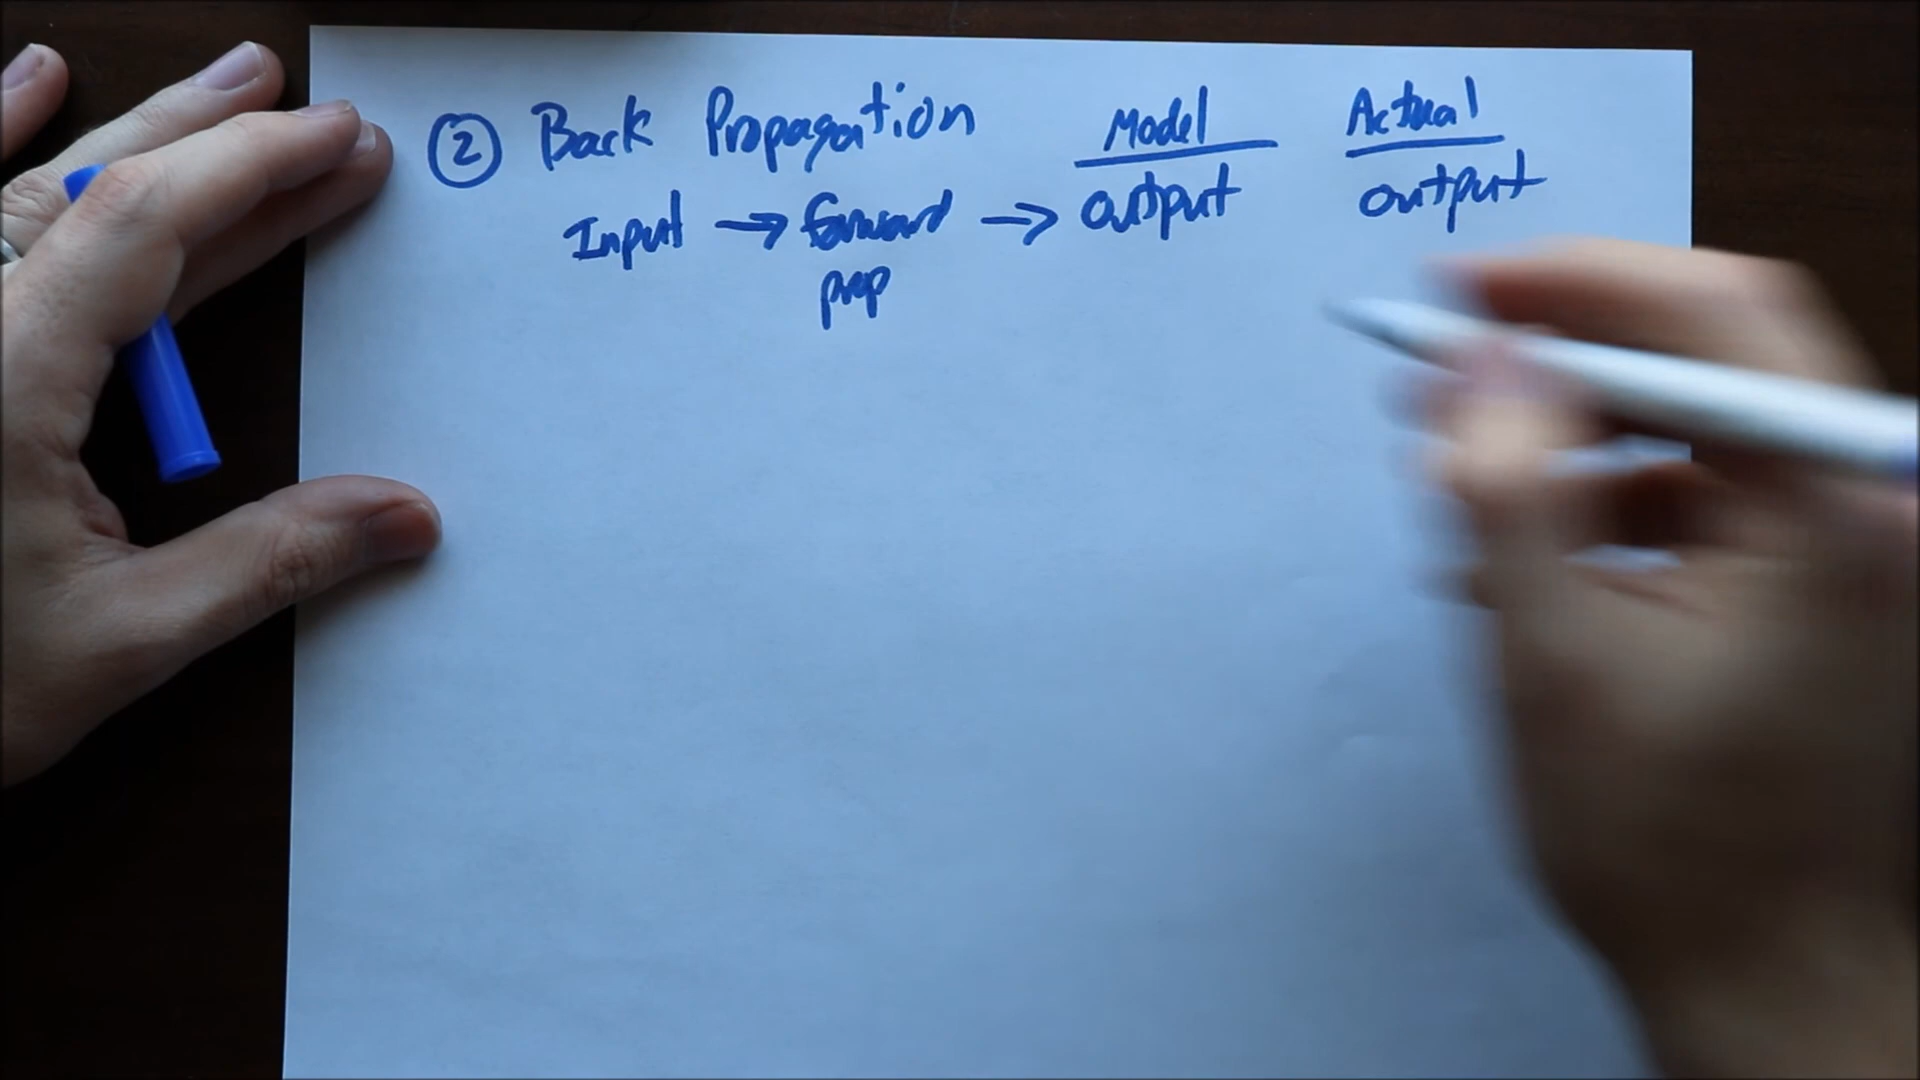 ② Back Propagation
Model
Actual
Input → forward → output
output
prop